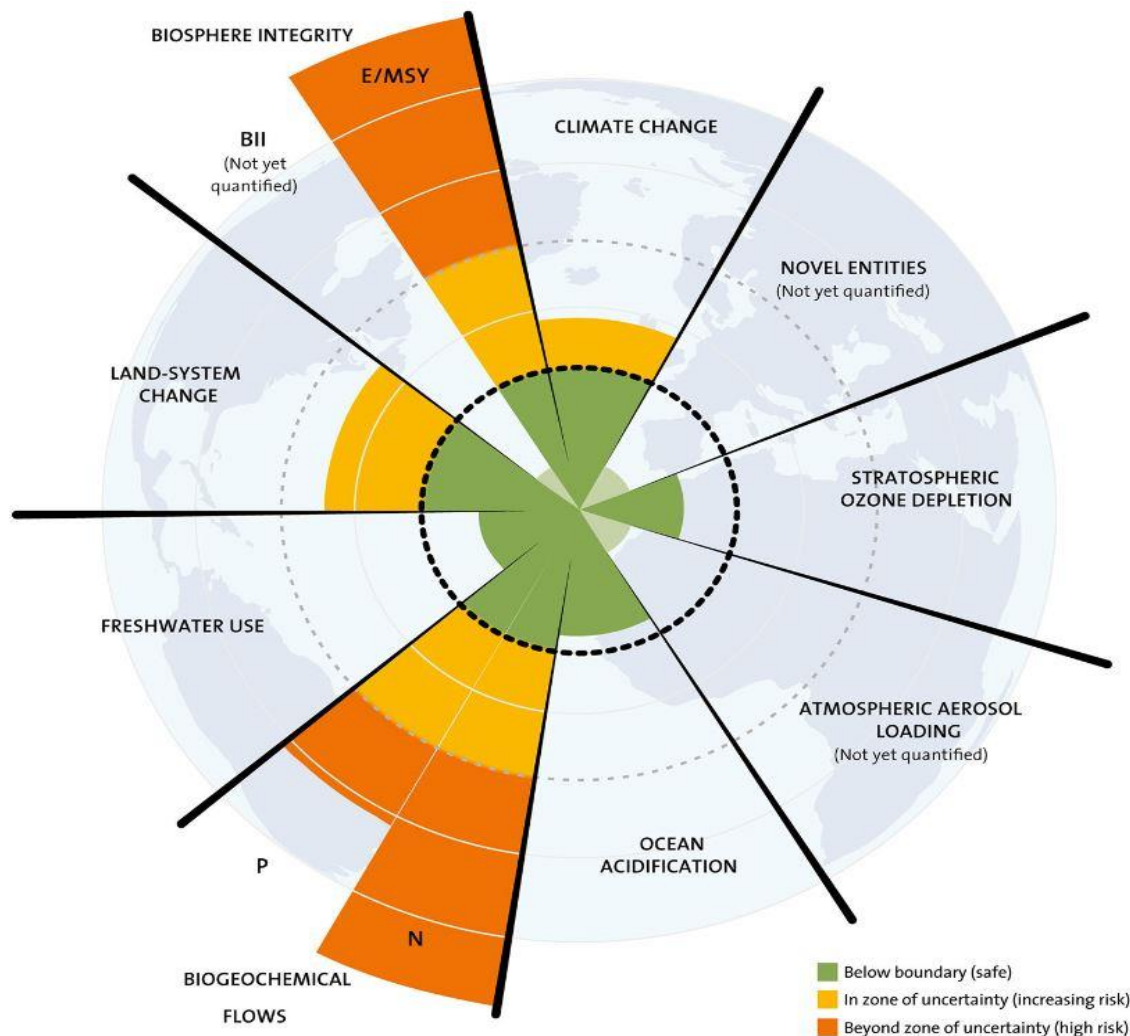 BIOSPHERE INTEGRITY
E/MSY
BII
(Not yet
quantified)
CLIMATE CHANGE
NOVEL ENTITIES
(Not yet quantified)
LAND-SYSTEM
CHANGE
STRATOSPHERIC
OZONE DEPLETION
FRESHWATER USE
ATMOSPHERIC AEROSOL
LOADING
(Not yet quantified)
OCEAN
ACIDIFICATION
P
N
BIOGEOCHEMICAL
FLOWS
Below boundary (safe)
In zone of uncertainty (increasing risk)
Beyond zone of uncertainty (high risk)